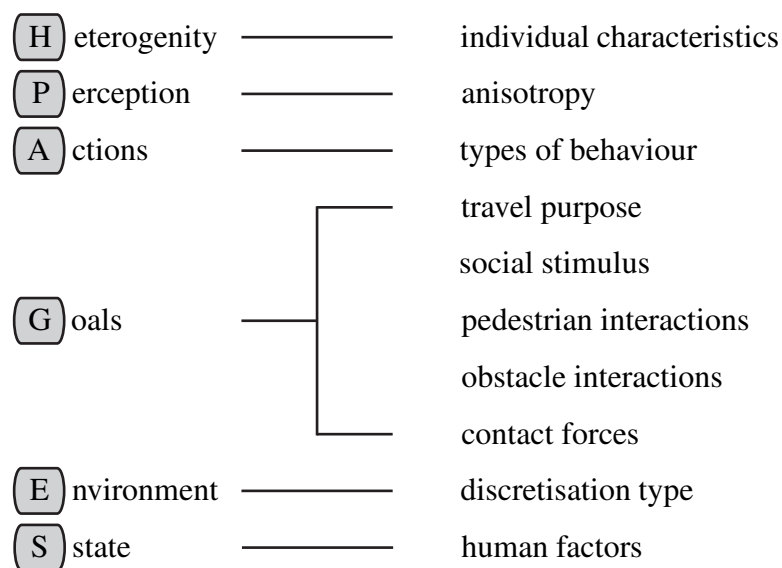 H eterogenity individual characteristics
P erception anisotropy
A ctions types of behaviour
travel purpose
social stimulus
G oals pedestrian interactions
obstacle interactions
contact forces
E nvironment discretisation type
S state human factors